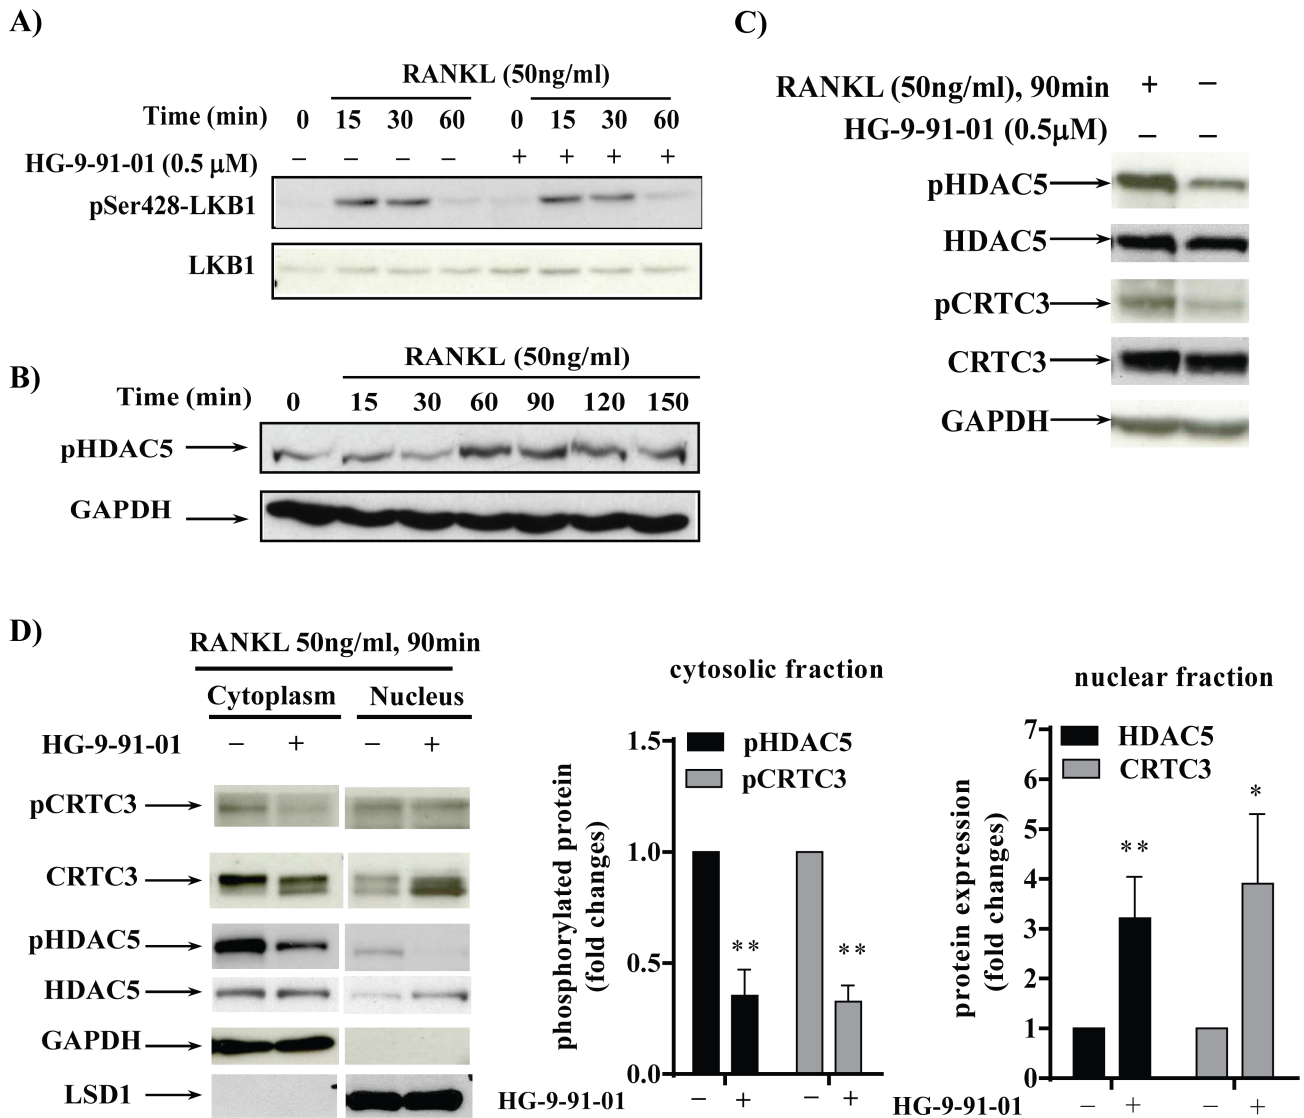 A)
RANKL (50ng/ml)
Time (min) 0 15 30 60 0 15 30 60
HG-9-91-01 (0.5 μM) − − − − + + + +
pSer428-LKB1
LKB1
B)
RANKL (50ng/ml)
Time (min) 0 15 30 60 90 120 150
pHDAC5
GAPDH
C)
RANKL (50ng/ml), 90min + −
HG-9-91-01 (0.5μM) − −
pHDAC5
HDAC5
pCRTC3
CRTC3
GAPDH
D)
RANKL 50ng/ml, 90min
Cytoplasm Nucleus
HG-9-91-01 − + − +
pCRTC3
CRTC3
pHDAC5
HDAC5
GAPDH
LSD1
cytosolic fraction
phosphorylated protein
(fold changes)
1.5
1.0
0.5
0.0
pHDAC5
pCRTC3
** **
HG-9-91-01 − + − +
nuclear fraction
protein expression
(fold changes)
7
6
5
4
3
2
1
0
HDAC5
CRTC3
** *
HG-9-91-01 − + − +